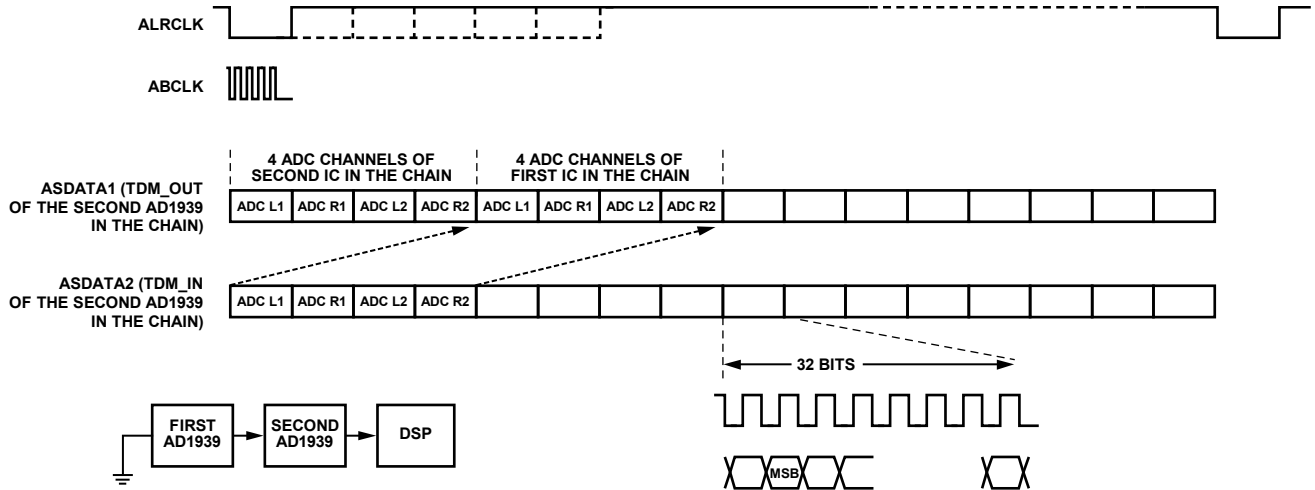 ALRCLK
ABCLK
4 ADC CHANNELS OF
SECOND IC IN THE CHAIN
4 ADC CHANNELS OF
FIRST IC IN THE CHAIN
ASDATA1 (TDM_OUT
OF THE SECOND AD1939
IN THE CHAIN)
ADC L1 ADC R1 ADC L2 ADC R2 ADC L1 ADC R1 ADC L2 ADC R2
ASDATA2 (TDM_IN
OF THE SECOND AD1939
IN THE CHAIN)
ADC L1 ADC R1 ADC L2 ADC R2
32 BITS
FIRST
AD1939
SECOND
AD1939
DSP
MSB